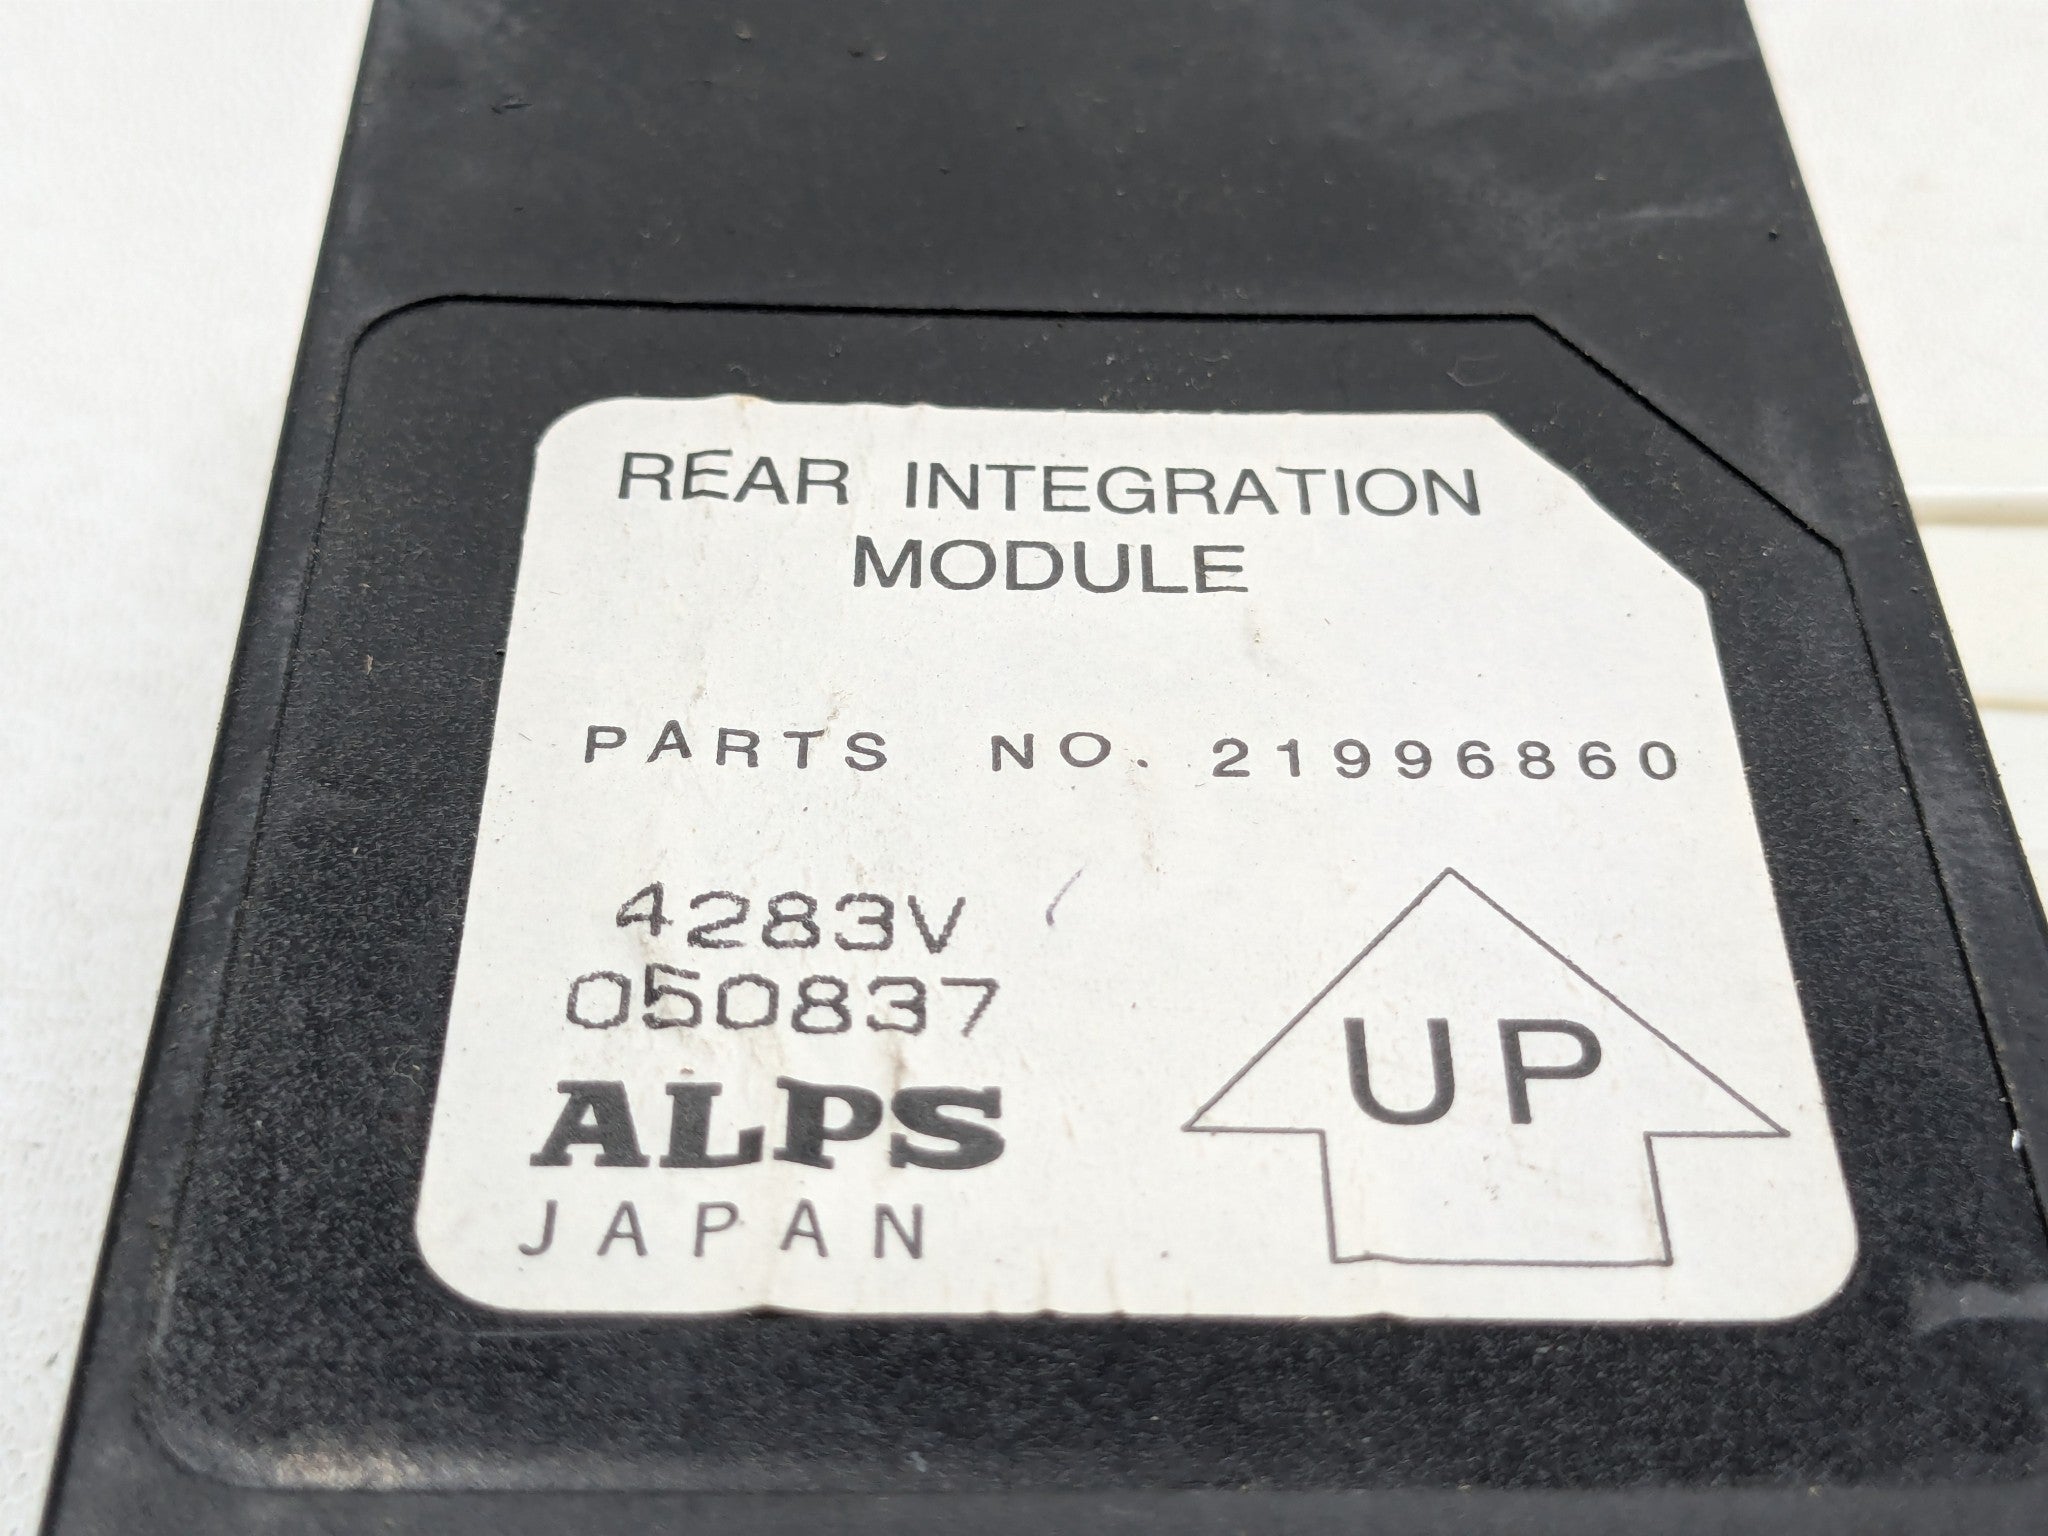 REAR INTEGRATION
MODULE
PARTS NO. 21996860
4283V
050837
ALPS
JAPAN
UP